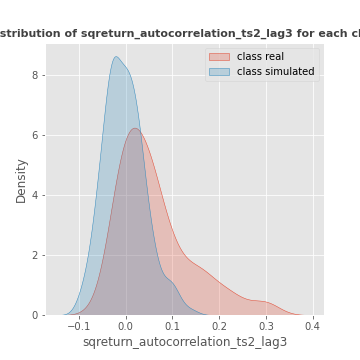 stribution of sqreturn_autocorrelation_ts2_lag3 for each cl
class real
class simulated
8
6
4
2
0
Density
−0.1
0.0
0.1
0.2
0.3
0.4
sqreturn_autocorrelation_ts2_lag3